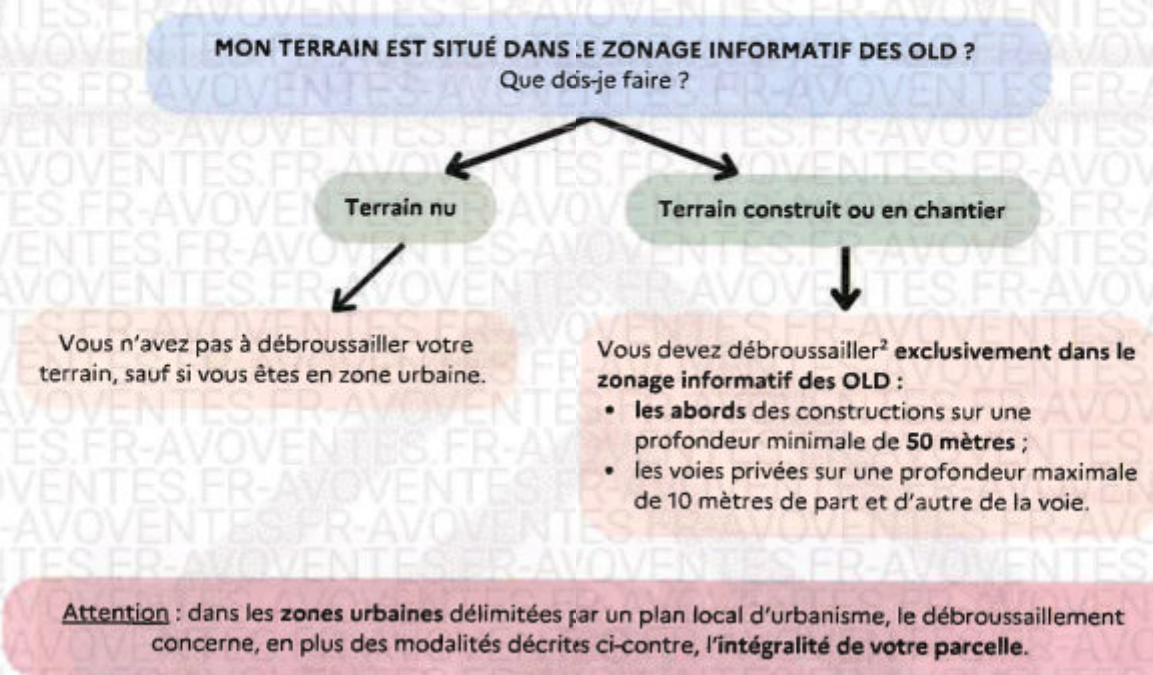 MON TERRAIN EST SITUÉ DANS LE ZONAGE INFORMATIF DES OLD ?
Que dois-je faire ?
Terrain nu
Terrain construit ou en chantier
Vous n'avez pas à débroussailler votre
terrain, sauf si vous êtes en zone urbaine.
Vous devez débroussailler² exclusivement dans le
zonage informatif des OLD :
• les abords des constructions sur une
profondeur minimale de 50 mètres ;
• les voies privées sur une profondeur maximale
de 10 mètres de part et d'autre de la voie.
Attention : dans les zones urbaines délimitées par un plan local d'urbanisme, le débroussaillement
concerne, en plus des modalités décrites ci-contre, l'intégralité de votre parcelle.